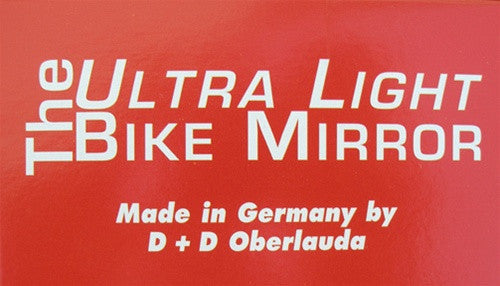 The
ULTRA LIGHT
BIKE MIRROR
Made in Germany by
D + D Oberlauda